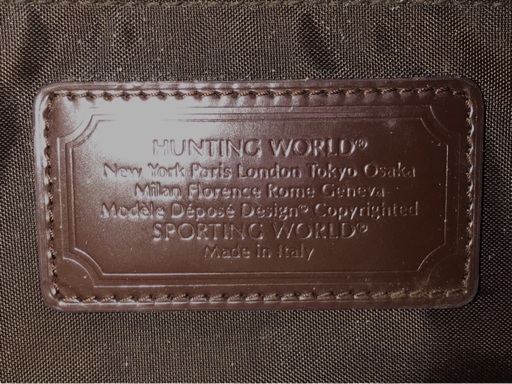 HUNTING WORLD®
New York Paris London Tokyo Osaka
Milan Florence Rome Geneva
Modèle Déposé Design™ Copyrighted
SPORTING WORLD®
Made in Italy